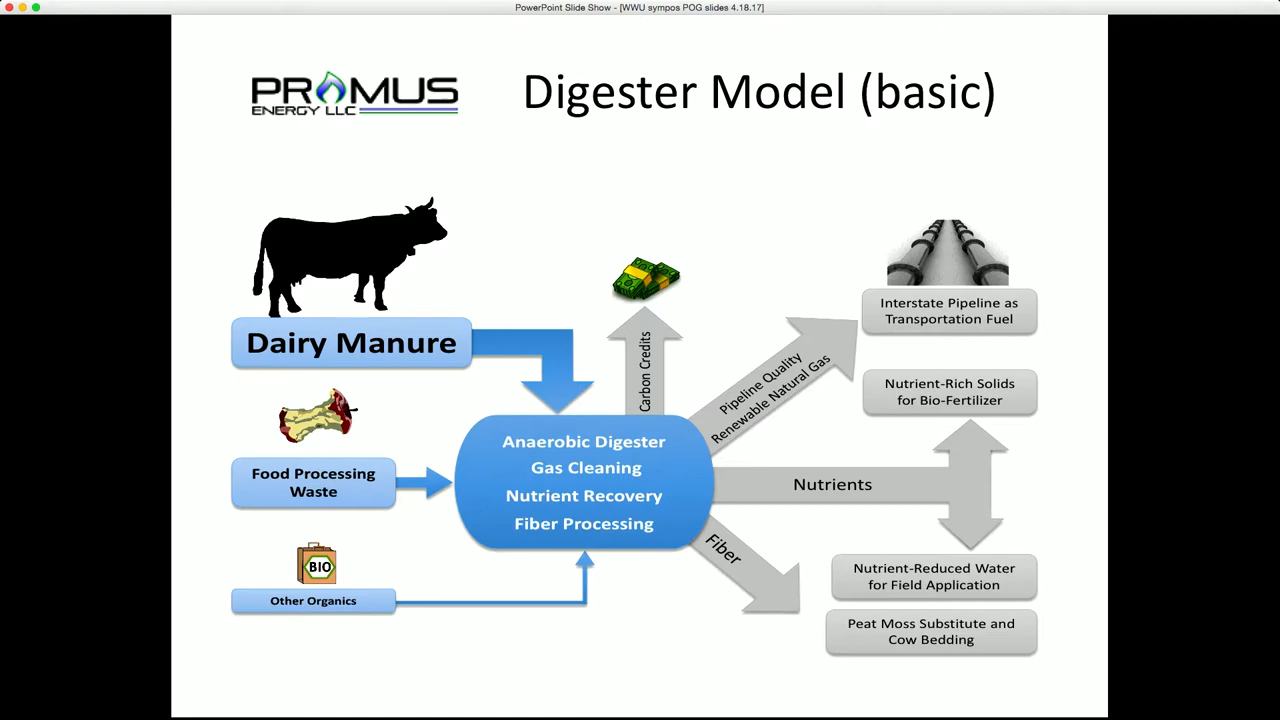 PowerPoint Slide Show - [WWU sympos POG slides 4.18.17]
PROMUS
ENERGY LLC
Digester Model (basic)
Dairy Manure
Food Processing
Waste
BIO
Other Organics
Anaerobic Digester
Gas Cleaning
Nutrient Recovery
Fiber Processing
Carbon Credits
Pipeline Quality
Renewable Natural Gas
Nutrients
Fiber
Interstate Pipeline as
Transportation Fuel
Nutrient-Rich Solids
for Bio-Fertilizer
Nutrient-Reduced Water
for Field Application
Peat Moss Substitute and
Cow Bedding